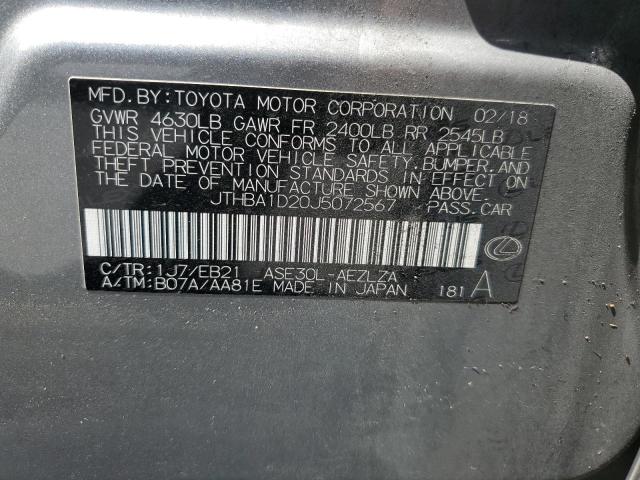 MFD. BY: TOYOTA MOTOR CORPORATION 02/18
GVWR 4630LB GAWR FR 2400LB RR 2545LB
THIS VEHICLE CONFORMS TO ALL APPLICABLE
FEDERAL MOTOR VEHICLE SAFETY, BUMPER, AND
THEFT PREVENTION STANDARDS IN EFFECT ON
THE DATE OF MANUFACTURE SHOWN ABOVE.
JTHBA1D20J5072567 PASS. CAR
C/TR: 1J7/EB21 ASE30L-AEZLZA
A/TM: B07A/AA81E MADE IN JAPAN 181 A